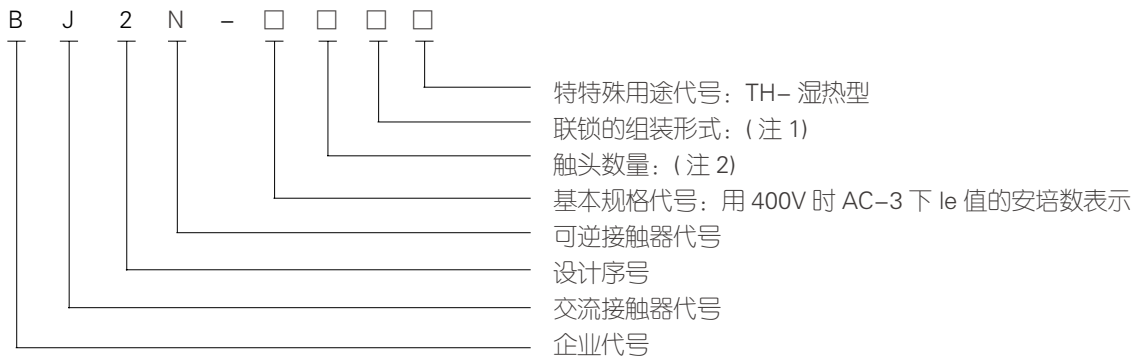 B J 2 N - □ □ □ □
特特殊用途代号：TH- 湿热型
联锁的组装形式：( 注 1)
触头数量：( 注 2)
基本规格代号：用 400V 时 AC-3 下 Ie 值的安培数表示
可逆接触器代号
设计序号
交流接触器代号
企业代号